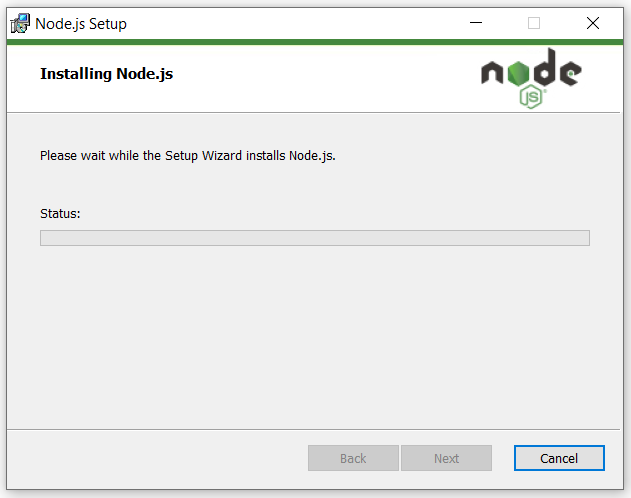 Node.js Setup
Installing Node.js
node
JS
Please wait while the Setup Wizard installs Node.js.
Status:
Back
Next
Cancel